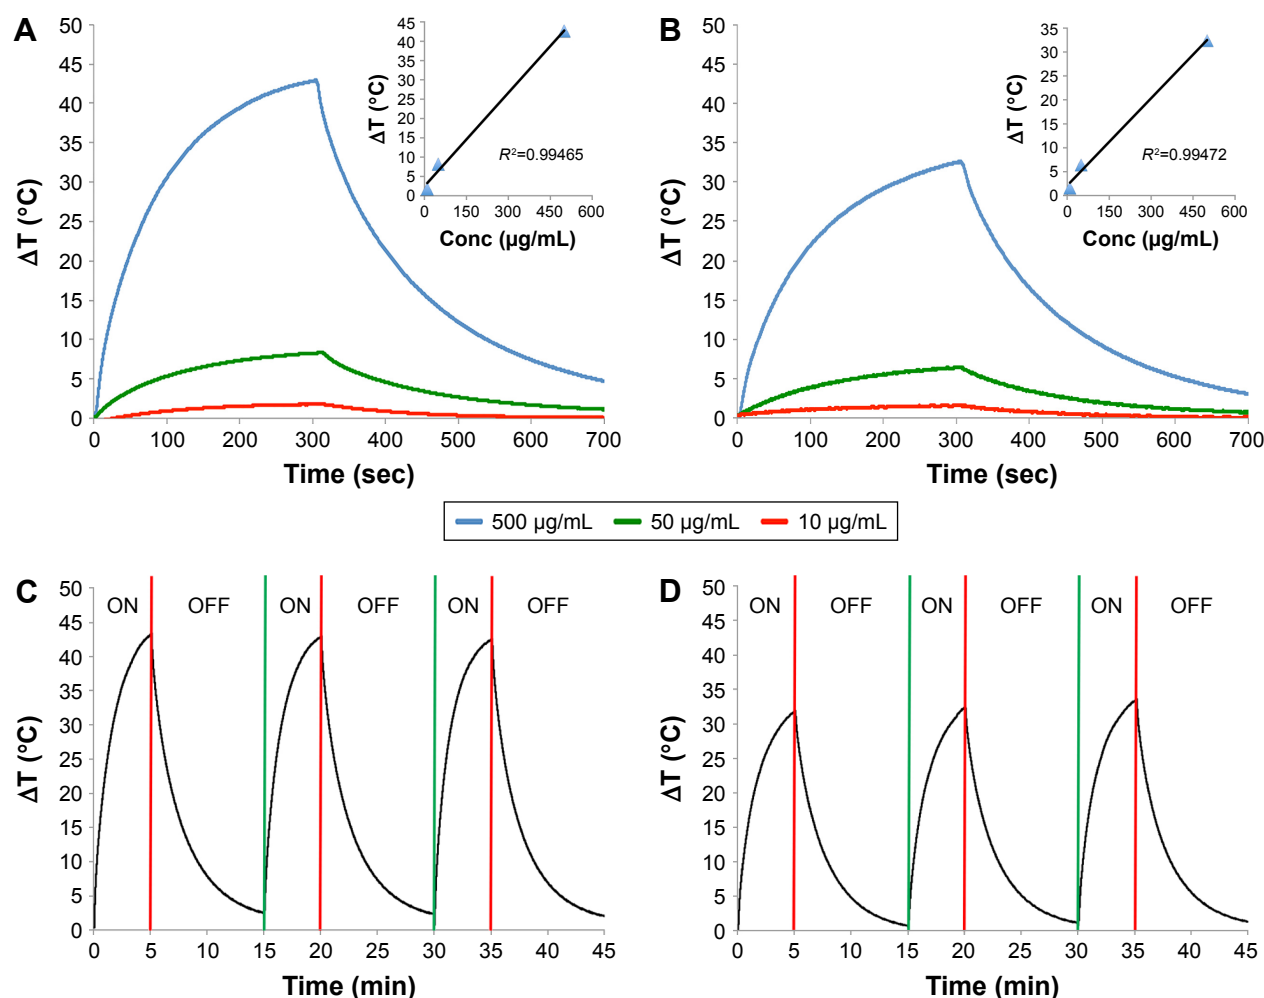 A
50
45
40
35
30
25
20
15
10
5
0
ΔT (°C)
0 100 200 300 400 500 600 700
Time (sec)
45
40
35
30
25
20
15
10
5
0
ΔT (°C)
R²=0.99465
0 150 300 450 600
Conc (µg/mL)
B
50
45
40
35
30
25
20
15
10
5
0
ΔT (°C)
0 100 200 300 400 500 600 700
Time (sec)
35
30
25
20
15
10
5
0
ΔT (°C)
R²=0.99472
0 150 300 450 600
Conc (µg/mL)
500 µg/mL 50 µg/mL 10 µg/mL
C
50
45
40
35
30
25
20
15
10
5
0
ΔT (°C)
ON OFF ON OFF ON OFF
0 5 10 15 20 25 30 35 40 45
Time (min)
D
50
45
40
35
30
25
20
15
10
5
0
ΔT (°C)
ON OFF ON OFF ON OFF
0 5 10 15 20 25 30 35 40 45
Time (min)